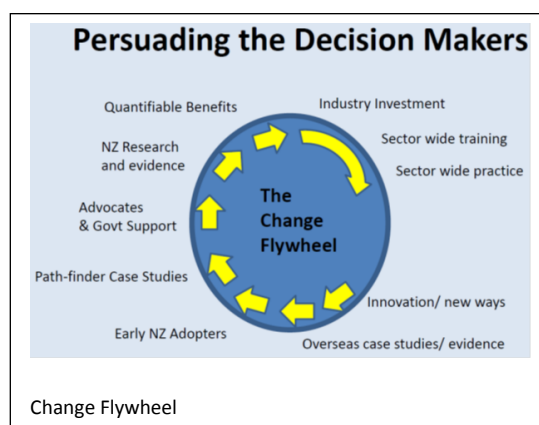 Persuading the Decision Makers
Quantifiable Benefits
Industry Investment
Sector wide training
NZ Research
and evidence
Sector wide practice
The
Change
Flywheel
Advocates
& Govt Support
Path-finder Case Studies
Innovation/ new ways
Early NZ Adopters
Overseas case studies/ evidence
Change Flywheel